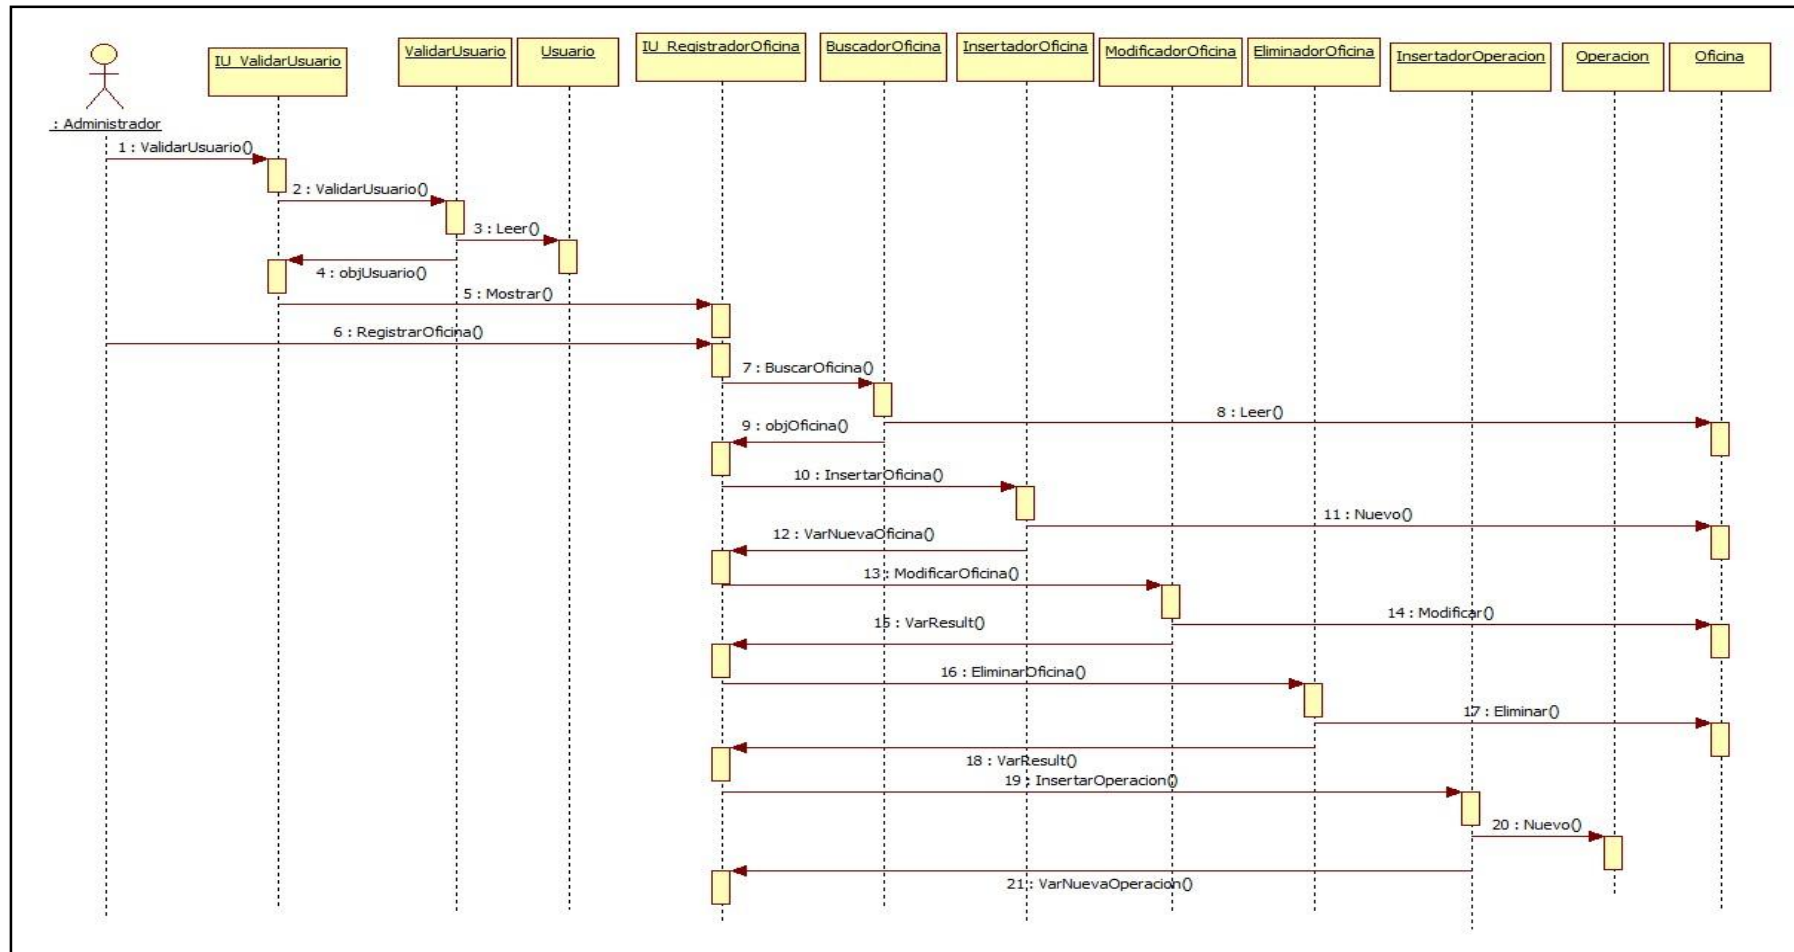 IU_ValidarUsuario
ValidarUsuario
Usuario
IU_RegistradorOficina
BuscadorOficina
InsertadorOficina
ModificadorOficina
EliminadorOficina
InsertadorOperacion
Operacion
Oficina
: Administrador
1 : ValidarUsuario()
2 : ValidarUsuario()
3 : Leer()
4 : objUsuario()
5 : Mostrar()
6 : RegistrarOficina()
7 : BuscarOficina()
8 : Leer()
9 : objOficina()
10 : InsertarOficina()
11 : Nuevo()
12 : VarNuevaOficina()
13 : ModificarOficina()
14 : Modificar()
15 : VarResult()
16 : EliminarOficina()
17 : Eliminar()
18 : VarResult()
19 : InsertarOperacion()
20 : Nuevo()
21 : VarNuevaOperacion()